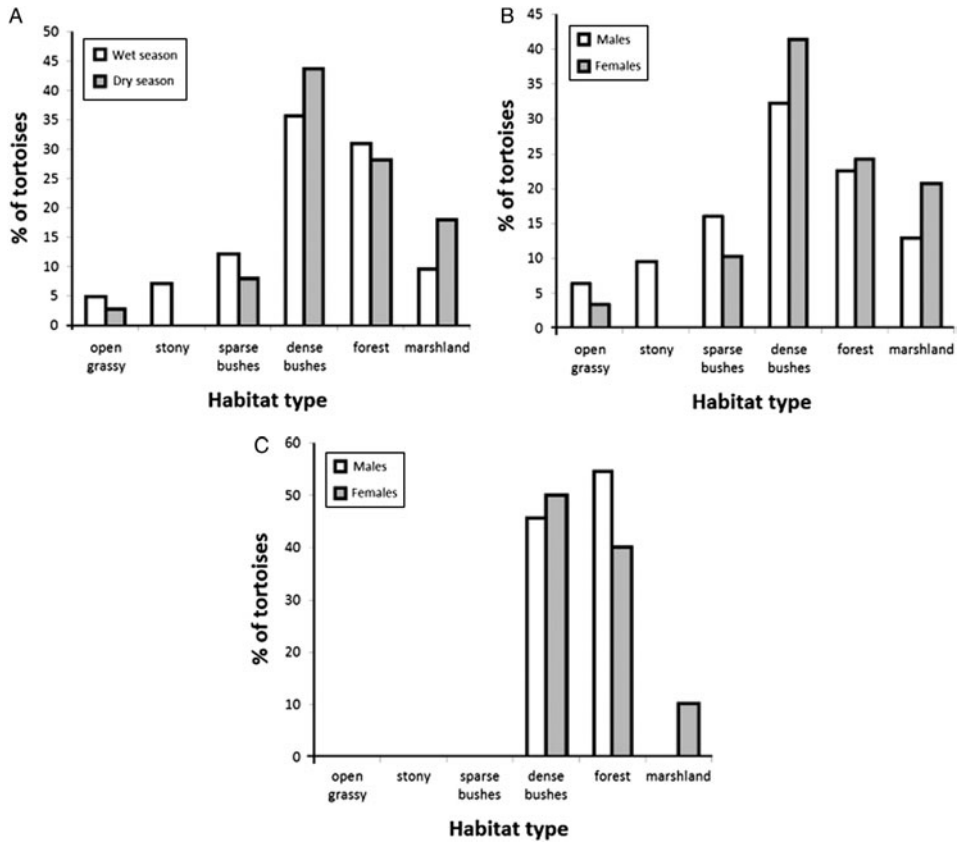 A
% of tortoises
50
45
40
35
30
25
20
15
10
5
0
Wet season
Dry season
open grassy
stony
sparse bushes
dense bushes
forest
marshland
Habitat type
B
% of tortoises
45
40
35
30
25
20
15
10
5
0
Males
Females
open grassy
stony
sparse bushes
dense bushes
forest
marshland
Habitat type
C
% of tortoises
60
50
40
30
20
10
0
Males
Females
open grassy
stony
sparse bushes
dense bushes
forest
marshland
Habitat type